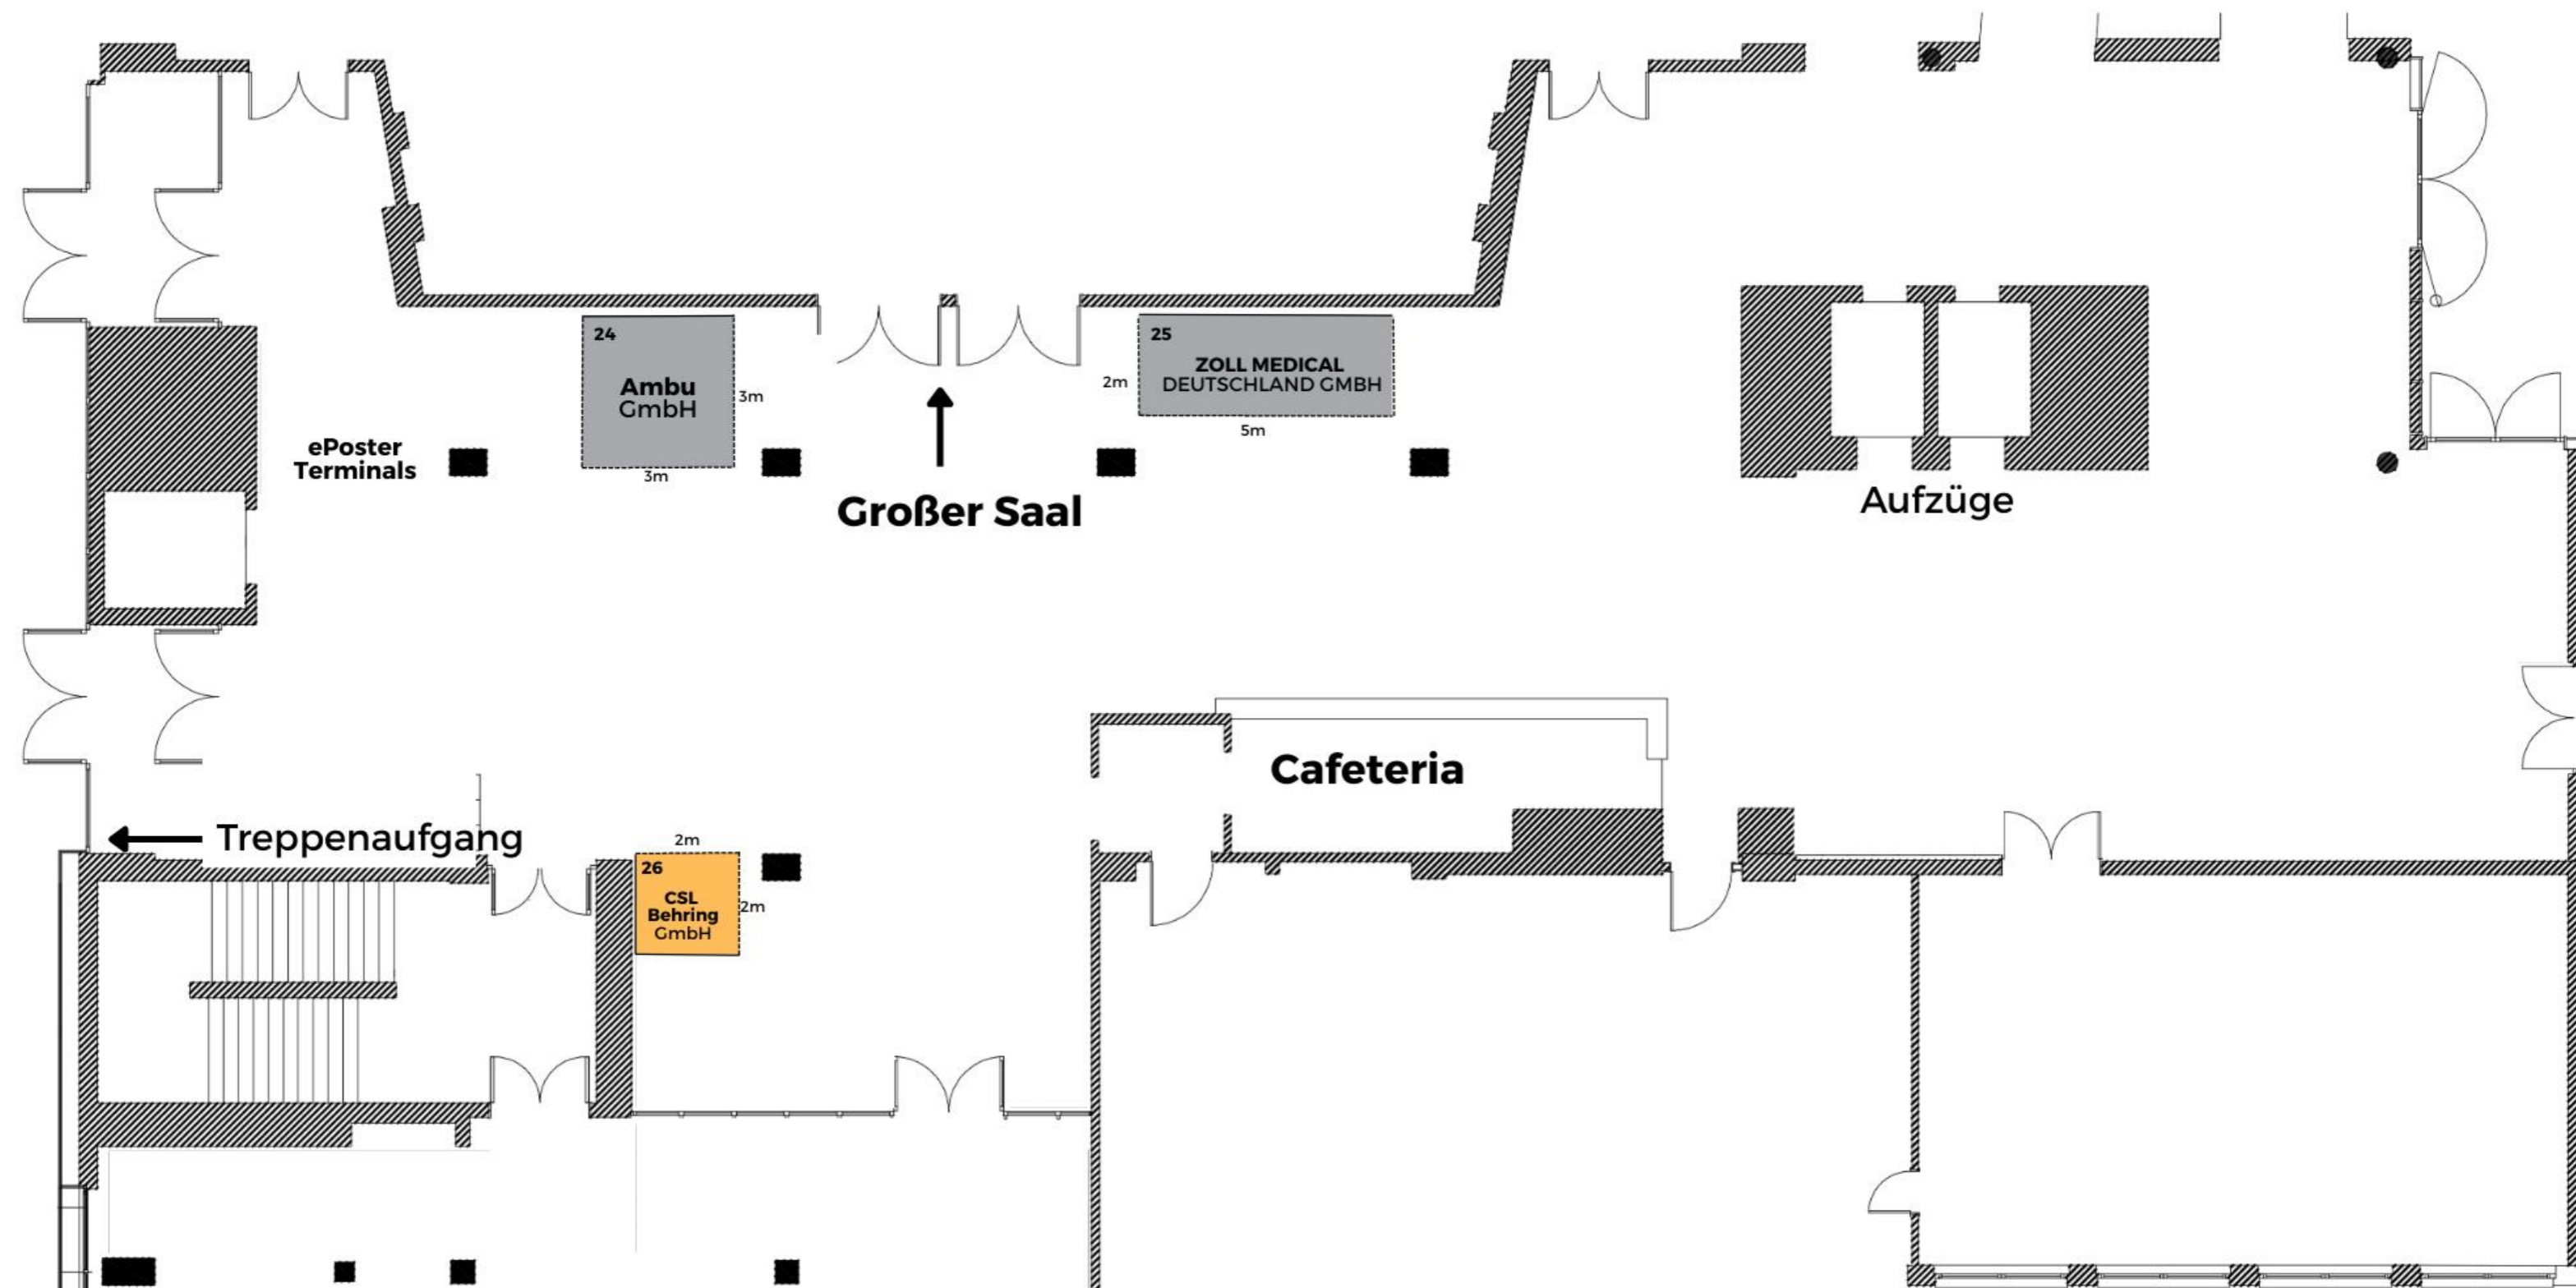 24
Ambu
GmbH
3m
3m
25
ZOLL MEDICAL
DEUTSCHLAND GMBH
2m
5m
ePoster
Terminals
Großer Saal
Aufzüge
Cafeteria
Treppenaufgang
2m
26
CSL
Behring
GmbH
2m